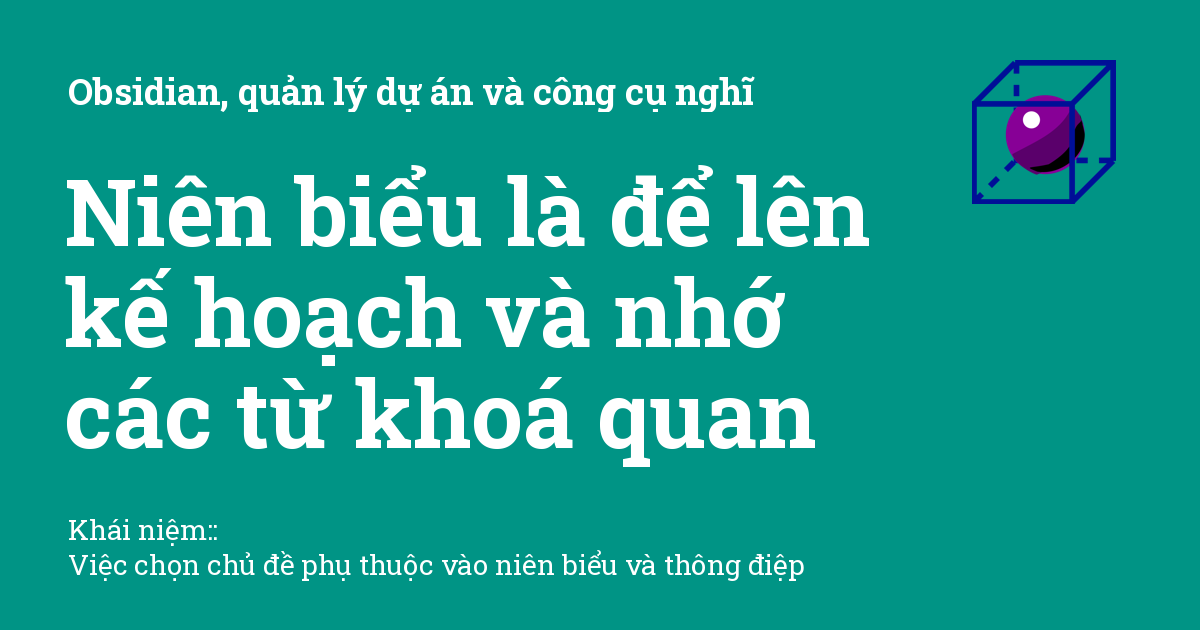 Obsidian, quản lý dự án và công cụ nghĩ
Niên biểu là để lên
kế hoạch và nhớ
các từ khoá quan
Khái niệm::
Việc chọn chủ đề phụ thuộc vào niên biểu và thông điệp